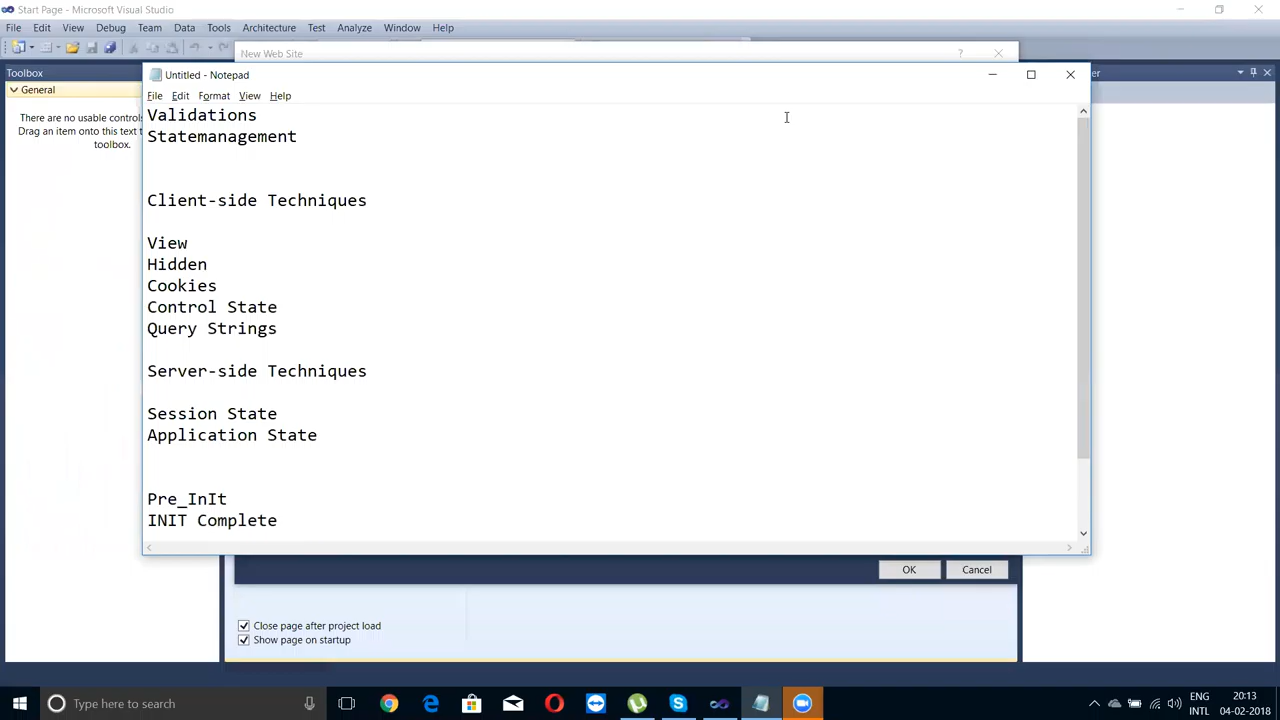 Start Page - Microsoft Visual Studio
File Edit View Debug Team Data Tools Architecture Test Analyze Window Help
New Web Site
Toolbox
Untitled - Notepad
er
General
File Edit Format View Help
There are no usable control
Drag an item onto this text t
toolbox.
Validations
Statemanagement
Client-side Techniques
View
Hidden
Cookies
Control State
Query Strings
Server-side Techniques
Session State
Application State
Pre_InIt
INIT Complete
OK Cancel
Close page after project load
Show page on startup
Type here to search
ENG
INTL
20:13
04-02-2018